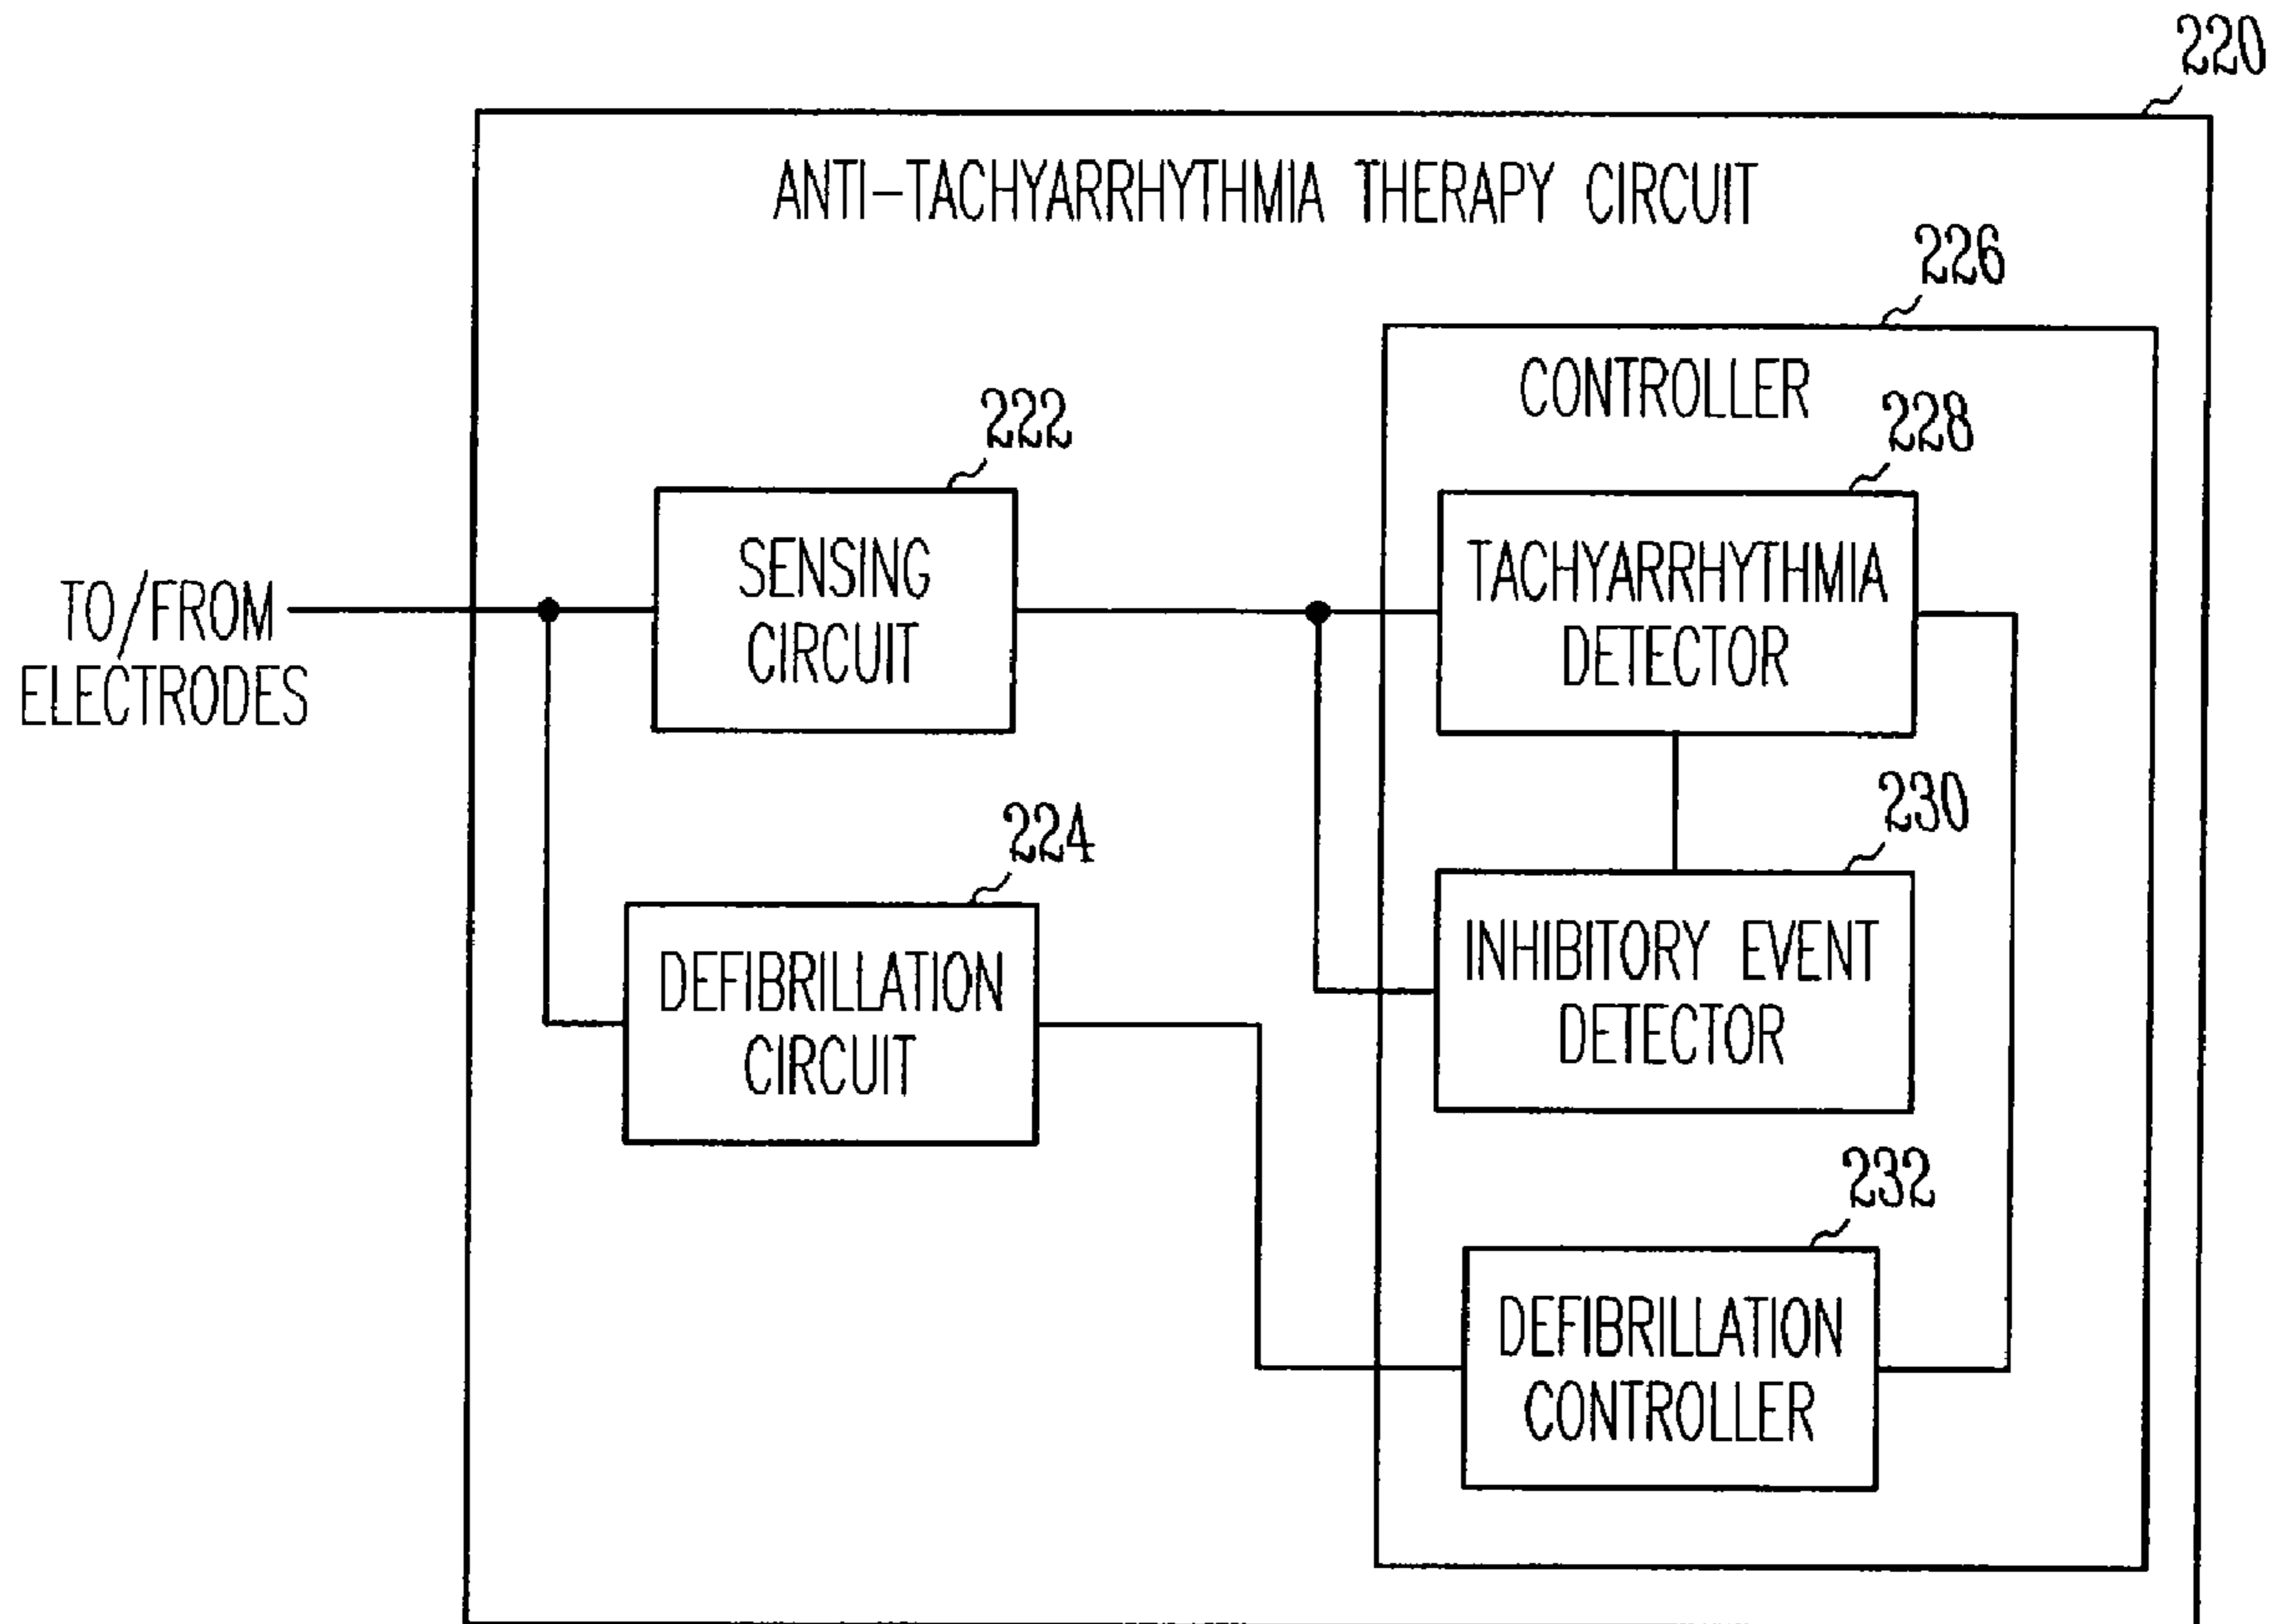 220
ANTI-TACHYARRHYTHMIA THERAPY CIRCUIT
226
CONTROLLER
222
228
SENSING
CIRCUIT
TACHYARRHYTHMIA
DETECTOR
TO/FROM
ELECTRODES
224
230
DEFIBRILLATION
CIRCUIT
INHIBITORY EVENT
DETECTOR
232
DEFIBRILLATION
CONTROLLER